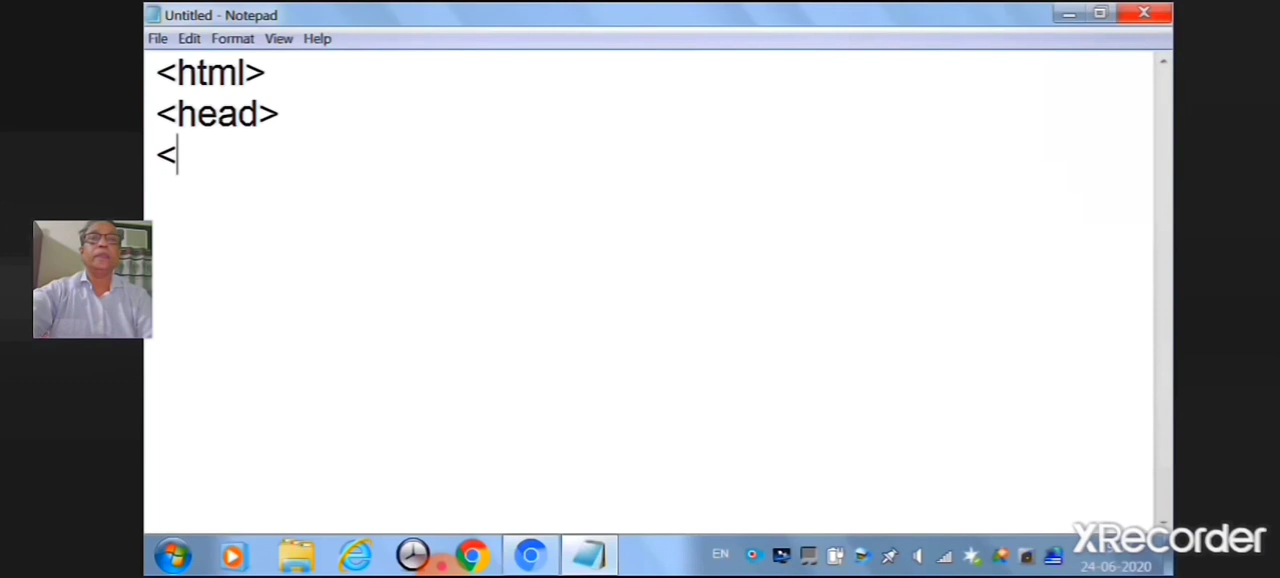 Untitled - Notepad
File Edit Format View Help
<html>
<head>
<
EN
XRecorder
24-06-2020